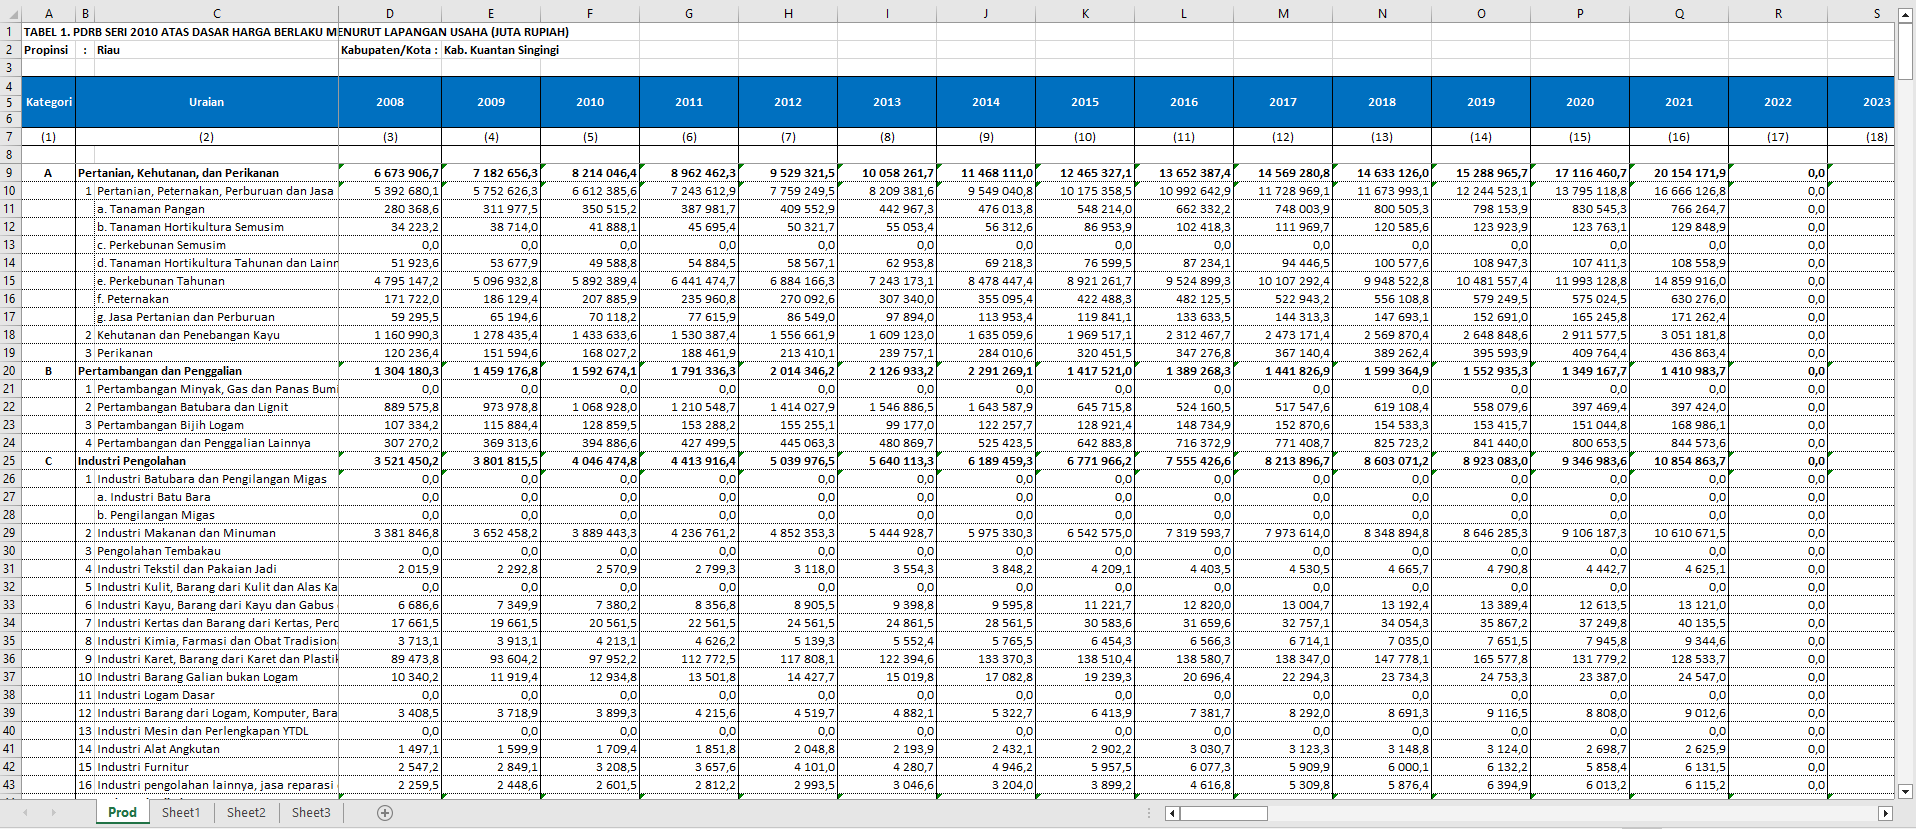 A B C D E F G H I J K L M N O P Q R S
1 TABEL 1. PDRB SERI 2010 ATAS DASAR HARGA BERLAKU MENURUT LAPANGAN USAHA (JUTA RUPIAH)
2 Propinsi : Riau Kabupaten/Kota : Kab. Kuantan Singingi
3
4
5 Kategori Uraian 2008 2009 2010 2011 2012 2013 2014 2015 2016 2017 2018 2019 2020 2021 2022 2023
6
7 (1) (2) (3) (4) (5) (6) (7) (8) (9) (10) (11) (12) (13) (14) (15) (16) (17) (18)
8
9 A Pertanian, Kehutanan, dan Perikanan 6 673 906,7 7 182 656,3 8 214 046,4 8 962 462,3 9 529 321,5 10 058 261,7 11 468 111,0 12 465 327,1 13 652 387,4 14 569 280,8 14 633 126,0 15 288 965,7 17 116 460,7 20 154 171,9 0,0
10 1 Pertanian, Peternakan, Perburuan dan Jasa 5 392 680,1 5 752 626,3 6 612 385,6 7 243 612,9 7 759 249,5 8 209 381,6 9 549 040,8 10 175 358,5 10 992 642,9 11 728 969,1 11 673 993,1 12 244 523,1 13 795 118,8 16 666 126,8 0,0
11 a. Tanaman Pangan 280 368,6 311 977,5 350 515,2 387 981,7 409 552,9 442 967,3 476 013,8 548 214,0 662 332,2 748 003,9 800 505,3 798 153,9 830 545,3 766 264,7 0,0
12 b. Tanaman Hortikultura Semusim 34 223,2 38 714,0 41 888,1 45 695,4 50 321,7 55 053,4 56 312,6 86 953,9 102 418,3 111 969,7 120 585,6 123 923,9 123 763,1 129 848,9 0,0
13 c. Perkebunan Semusim 0,0 0,0 0,0 0,0 0,0 0,0 0,0 0,0 0,0 0,0 0,0 0,0 0,0 0,0 0,0
14 d. Tanaman Hortikultura Tahunan dan Lainr 51 923,6 53 677,9 49 588,8 54 884,5 58 567,1 62 953,8 69 218,3 76 599,5 87 234,1 94 446,5 100 577,6 108 947,3 107 411,3 108 558,9 0,0
15 e. Perkebunan Tahunan 4 795 147,2 5 096 932,8 5 892 389,4 6 441 474,7 6 884 166,3 7 243 173,1 8 478 447,4 8 921 261,7 9 524 899,3 10 107 292,4 9 948 522,8 10 481 557,4 11 993 128,8 14 859 916,0 0,0
16 f. Peternakan 171 722,0 186 129,4 207 885,9 235 960,8 270 092,6 307 340,0 355 095,4 422 488,3 482 125,5 522 943,2 556 108,8 579 249,5 575 024,5 630 276,0 0,0
17 g. Jasa Pertanian dan Perburuan 59 295,5 65 194,6 70 118,2 77 615,9 86 549,0 97 894,0 113 953,4 119 841,1 133 633,5 144 313,3 147 693,1 152 691,0 165 245,8 171 262,4 0,0
18 2 Kehutanan dan Penebangan Kayu 1 160 990,3 1 278 435,4 1 433 633,6 1 530 387,4 1 556 661,9 1 609 123,0 1 635 059,6 1 969 517,1 2 312 467,7 2 473 171,4 2 569 870,4 2 648 848,6 2 911 577,5 3 051 181,8 0,0
19 3 Perikanan 120 236,4 151 594,6 168 027,2 188 461,9 213 410,1 239 757,1 284 010,6 320 451,5 347 276,8 367 140,4 389 262,4 395 593,9 409 764,4 436 863,4 0,0
20 B Pertambangan dan Penggalian 1 304 180,3 1 459 176,8 1 592 674,1 1 791 336,3 2 014 346,2 2 126 933,2 2 291 269,1 1 417 521,0 1 389 268,3 1 441 826,9 1 599 364,9 1 552 935,3 1 349 167,7 1 410 983,7 0,0
21 1 Pertambangan Minyak, Gas dan Panas Bumi 0,0 0,0 0,0 0,0 0,0 0,0 0,0 0,0 0,0 0,0 0,0 0,0 0,0 0,0 0,0
22 2 Pertambangan Batubara dan Lignit 889 575,8 973 978,8 1 068 928,0 1 210 548,7 1 414 027,9 1 546 886,5 1 643 587,9 645 715,8 524 160,5 517 547,6 619 108,4 558 079,6 397 469,4 397 424,0 0,0
23 3 Pertambangan Bijih Logam 107 334,2 115 884,4 128 859,5 153 288,2 155 255,1 99 177,0 122 257,7 128 921,4 148 734,9 152 870,6 154 533,3 153 415,7 151 044,8 168 986,1 0,0
24 4 Pertambangan dan Penggalian Lainnya 307 270,2 369 313,6 394 886,6 427 499,5 445 063,3 480 869,7 525 423,5 642 883,8 716 372,9 771 408,7 825 723,2 841 440,0 800 653,5 844 573,6 0,0
25 C Industri Pengolahan 3 521 450,2 3 801 815,5 4 046 474,8 4 413 916,4 5 039 976,5 5 640 113,3 6 189 459,3 6 771 966,2 7 555 426,6 8 213 896,7 8 603 071,2 8 923 083,0 9 346 983,6 10 854 863,7 0,0
26 1 Industri Batubara dan Pengilangan Migas 0,0 0,0 0,0 0,0 0,0 0,0 0,0 0,0 0,0 0,0 0,0 0,0 0,0 0,0 0,0
27 a. Industri Batu Bara 0,0 0,0 0,0 0,0 0,0 0,0 0,0 0,0 0,0 0,0 0,0 0,0 0,0 0,0 0,0
28 b. Pengilangan Migas 0,0 0,0 0,0 0,0 0,0 0,0 0,0 0,0 0,0 0,0 0,0 0,0 0,0 0,0 0,0
29 2 Industri Makanan dan Minuman 3 381 846,8 3 652 458,2 3 889 443,3 4 236 761,2 4 852 353,3 5 444 928,7 5 975 330,3 6 542 575,0 7 319 593,7 7 973 614,0 8 348 894,8 8 646 285,3 9 106 187,3 10 610 671,5 0,0
30 3 Pengolahan Tembakau 0,0 0,0 0,0 0,0 0,0 0,0 0,0 0,0 0,0 0,0 0,0 0,0 0,0 0,0 0,0
31 4 Industri Tekstil dan Pakaian Jadi 2 015,9 2 292,8 2 570,9 2 799,3 3 118,0 3 554,3 3 848,2 4 209,1 4 403,5 4 530,5 4 665,7 4 790,8 4 442,7 4 625,1 0,0
32 5 Industri Kulit, Barang dari Kulit dan Alas Ka 0,0 0,0 0,0 0,0 0,0 0,0 0,0 0,0 0,0 0,0 0,0 0,0 0,0 0,0 0,0
33 6 Industri Kayu, Barang dari Kayu dan Gabus 6 686,6 7 349,9 7 380,2 8 356,8 8 905,5 9 398,8 9 595,8 11 221,7 12 820,0 13 004,7 13 192,4 13 389,4 12 613,5 13 121,0 0,0
34 7 Industri Kertas dan Barang dari Kertas, Perc 17 661,5 19 661,5 20 561,5 22 561,5 24 561,5 24 861,5 28 561,5 30 583,6 31 659,6 32 757,1 34 054,3 35 867,2 37 249,8 40 135,5 0,0
35 8 Industri Kimia, Farmasi dan Obat Tradision 3 713,1 3 913,1 4 213,1 4 626,2 5 139,3 5 552,4 5 765,5 6 454,3 6 566,3 6 714,1 7 035,0 7 651,5 7 945,8 9 344,6 0,0
36 9 Industri Karet, Barang dari Karet dan Plastik 89 473,8 93 604,2 97 952,2 112 772,5 117 808,1 122 394,6 133 370,3 138 510,4 138 580,7 138 347,0 147 778,1 165 577,8 131 779,2 128 533,7 0,0
37 10 Industri Barang Galian bukan Logam 10 340,2 11 919,4 12 934,8 13 501,8 14 427,7 15 019,8 17 082,8 19 239,3 20 696,4 22 294,3 23 734,3 24 753,3 23 387,0 24 547,0 0,0
38 11 Industri Logam Dasar 0,0 0,0 0,0 0,0 0,0 0,0 0,0 0,0 0,0 0,0 0,0 0,0 0,0 0,0 0,0
39 12 Industri Barang dari Logam, Komputer, Bara 3 408,5 3 718,9 3 899,3 4 215,6 4 519,7 4 882,1 5 322,7 6 413,9 7 381,7 8 292,0 8 691,3 9 116,5 8 808,0 9 012,6 0,0
40 13 Industri Mesin dan Perlengkapan YTDL 0,0 0,0 0,0 0,0 0,0 0,0 0,0 0,0 0,0 0,0 0,0 0,0 0,0 0,0 0,0
41 14 Industri Alat Angkutan 1 497,1 1 599,9 1 709,4 1 851,8 2 048,8 2 193,9 2 432,1 2 902,2 3 030,7 3 123,3 3 148,8 3 124,0 2 698,7 2 625,9 0,0
42 15 Industri Furnitur 2 547,2 2 849,1 3 208,5 3 657,6 4 101,0 4 280,7 4 946,2 5 957,5 6 077,3 5 909,9 6 000,1 6 132,2 5 858,4 6 131,5 0,0
43 16 Industri pengolahan lainnya, jasa reparasi 2 259,5 2 448,6 2 601,5 2 812,2 2 993,5 3 046,6 3 204,0 3 899,2 4 616,8 5 309,8 5 876,4 6 394,9 6 013,2 6 115,2 0,0
Prod Sheet1 Sheet2 Sheet3